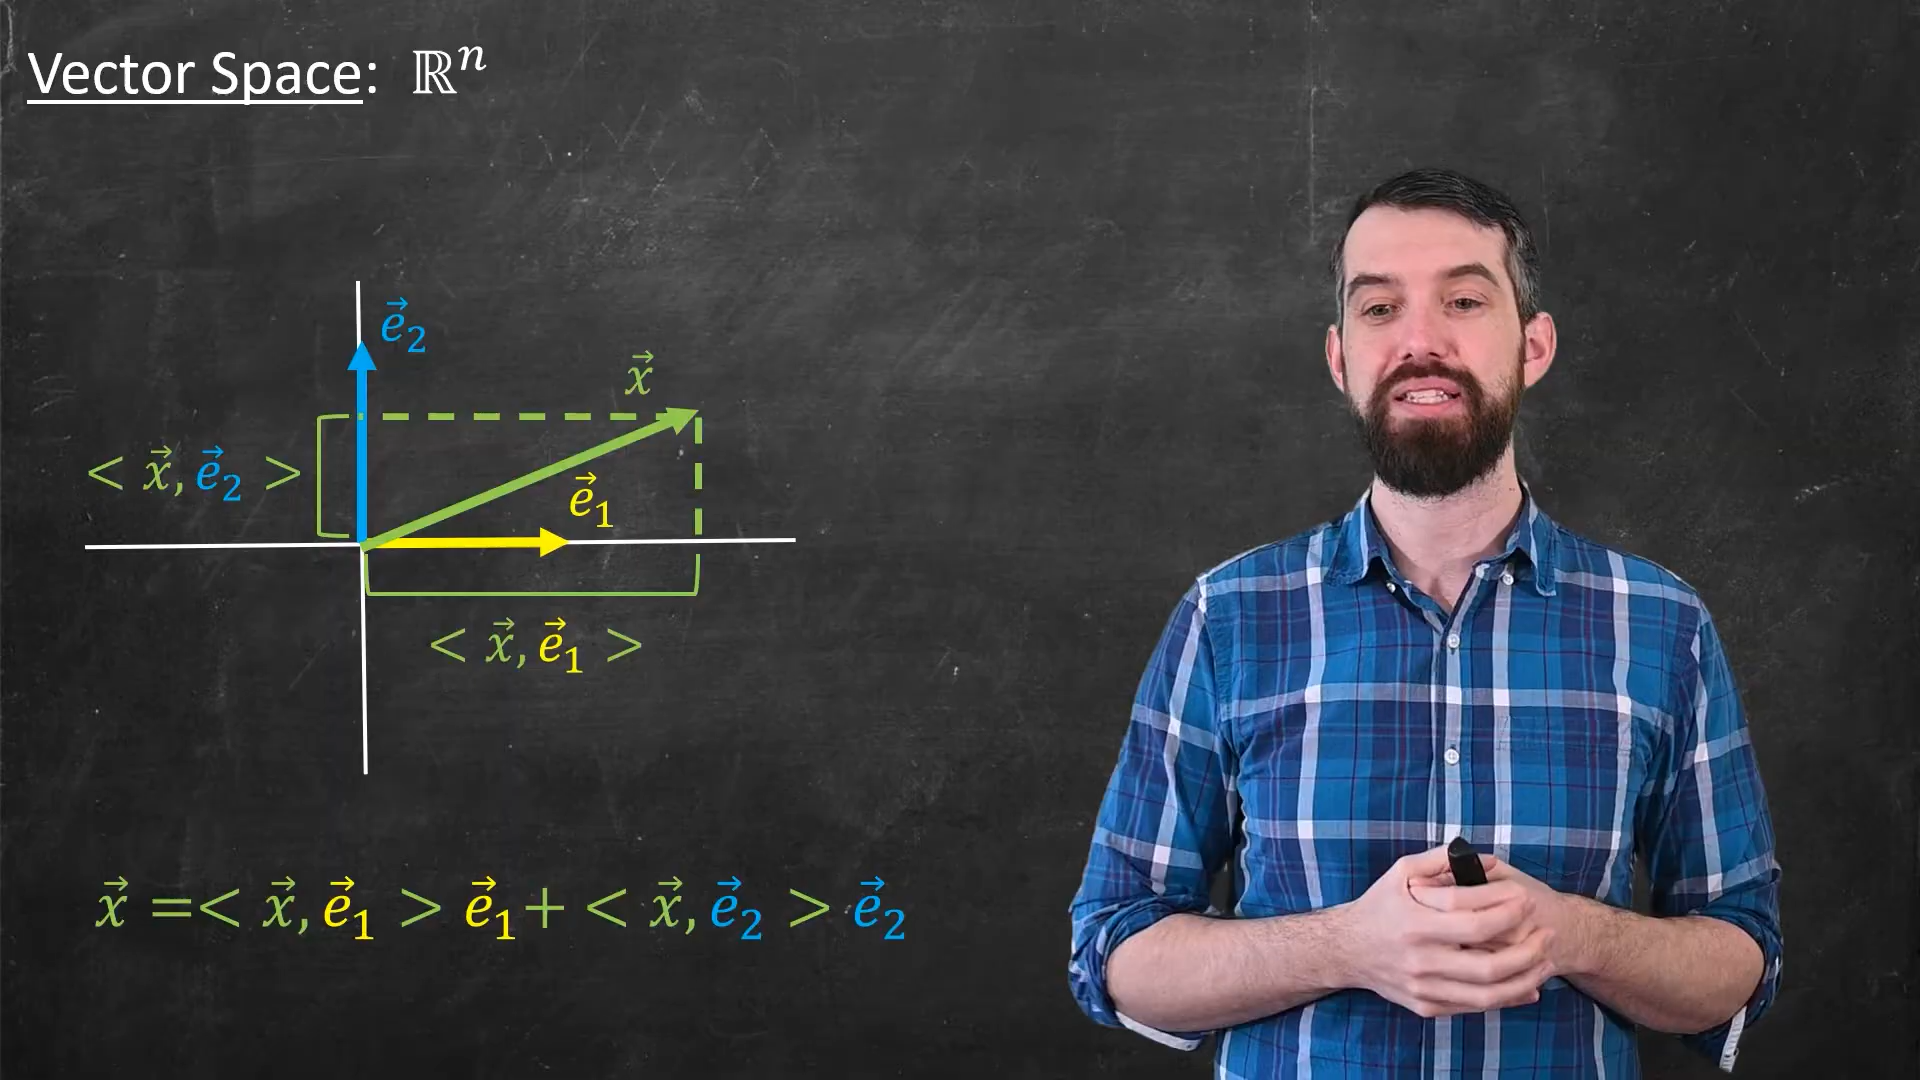 Vector Space: ℝⁿ
e⃗₂
x⃗
< x⃗, e⃗₂ >
e⃗₁
< x⃗, e⃗₁ >
x⃗ =< x⃗, e⃗₁ > e⃗₁+ < x⃗, e⃗₂ > e⃗₂